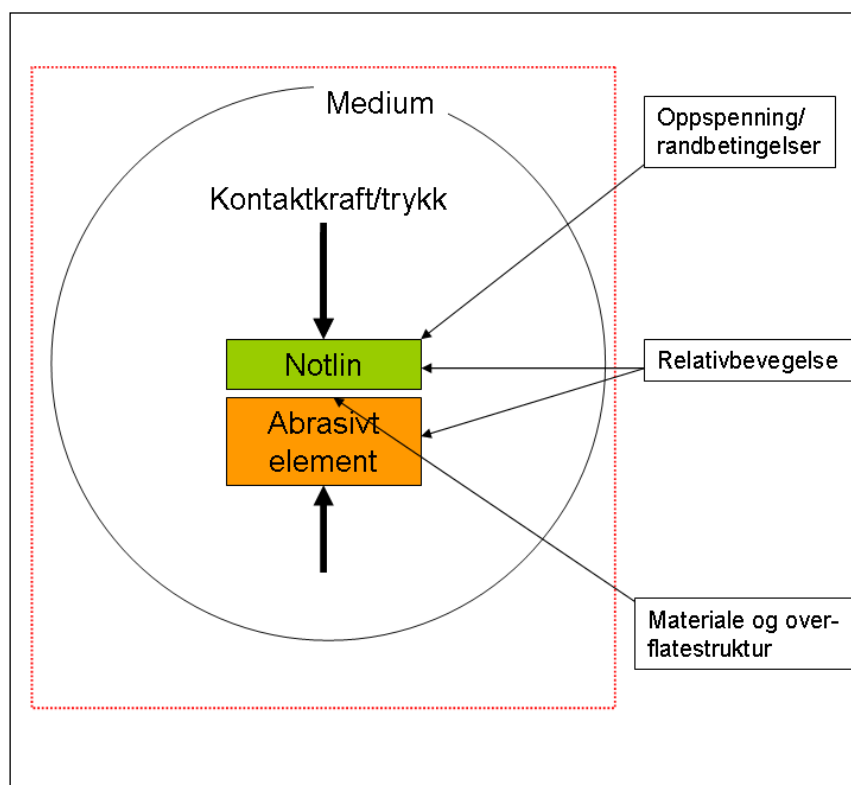 Medium
Oppspenning/
randbetingelser
Kontaktkraft/trykk
Notlin
Relativbevegelse
Abrasivt
element
Materiale og over-
flatestruktur